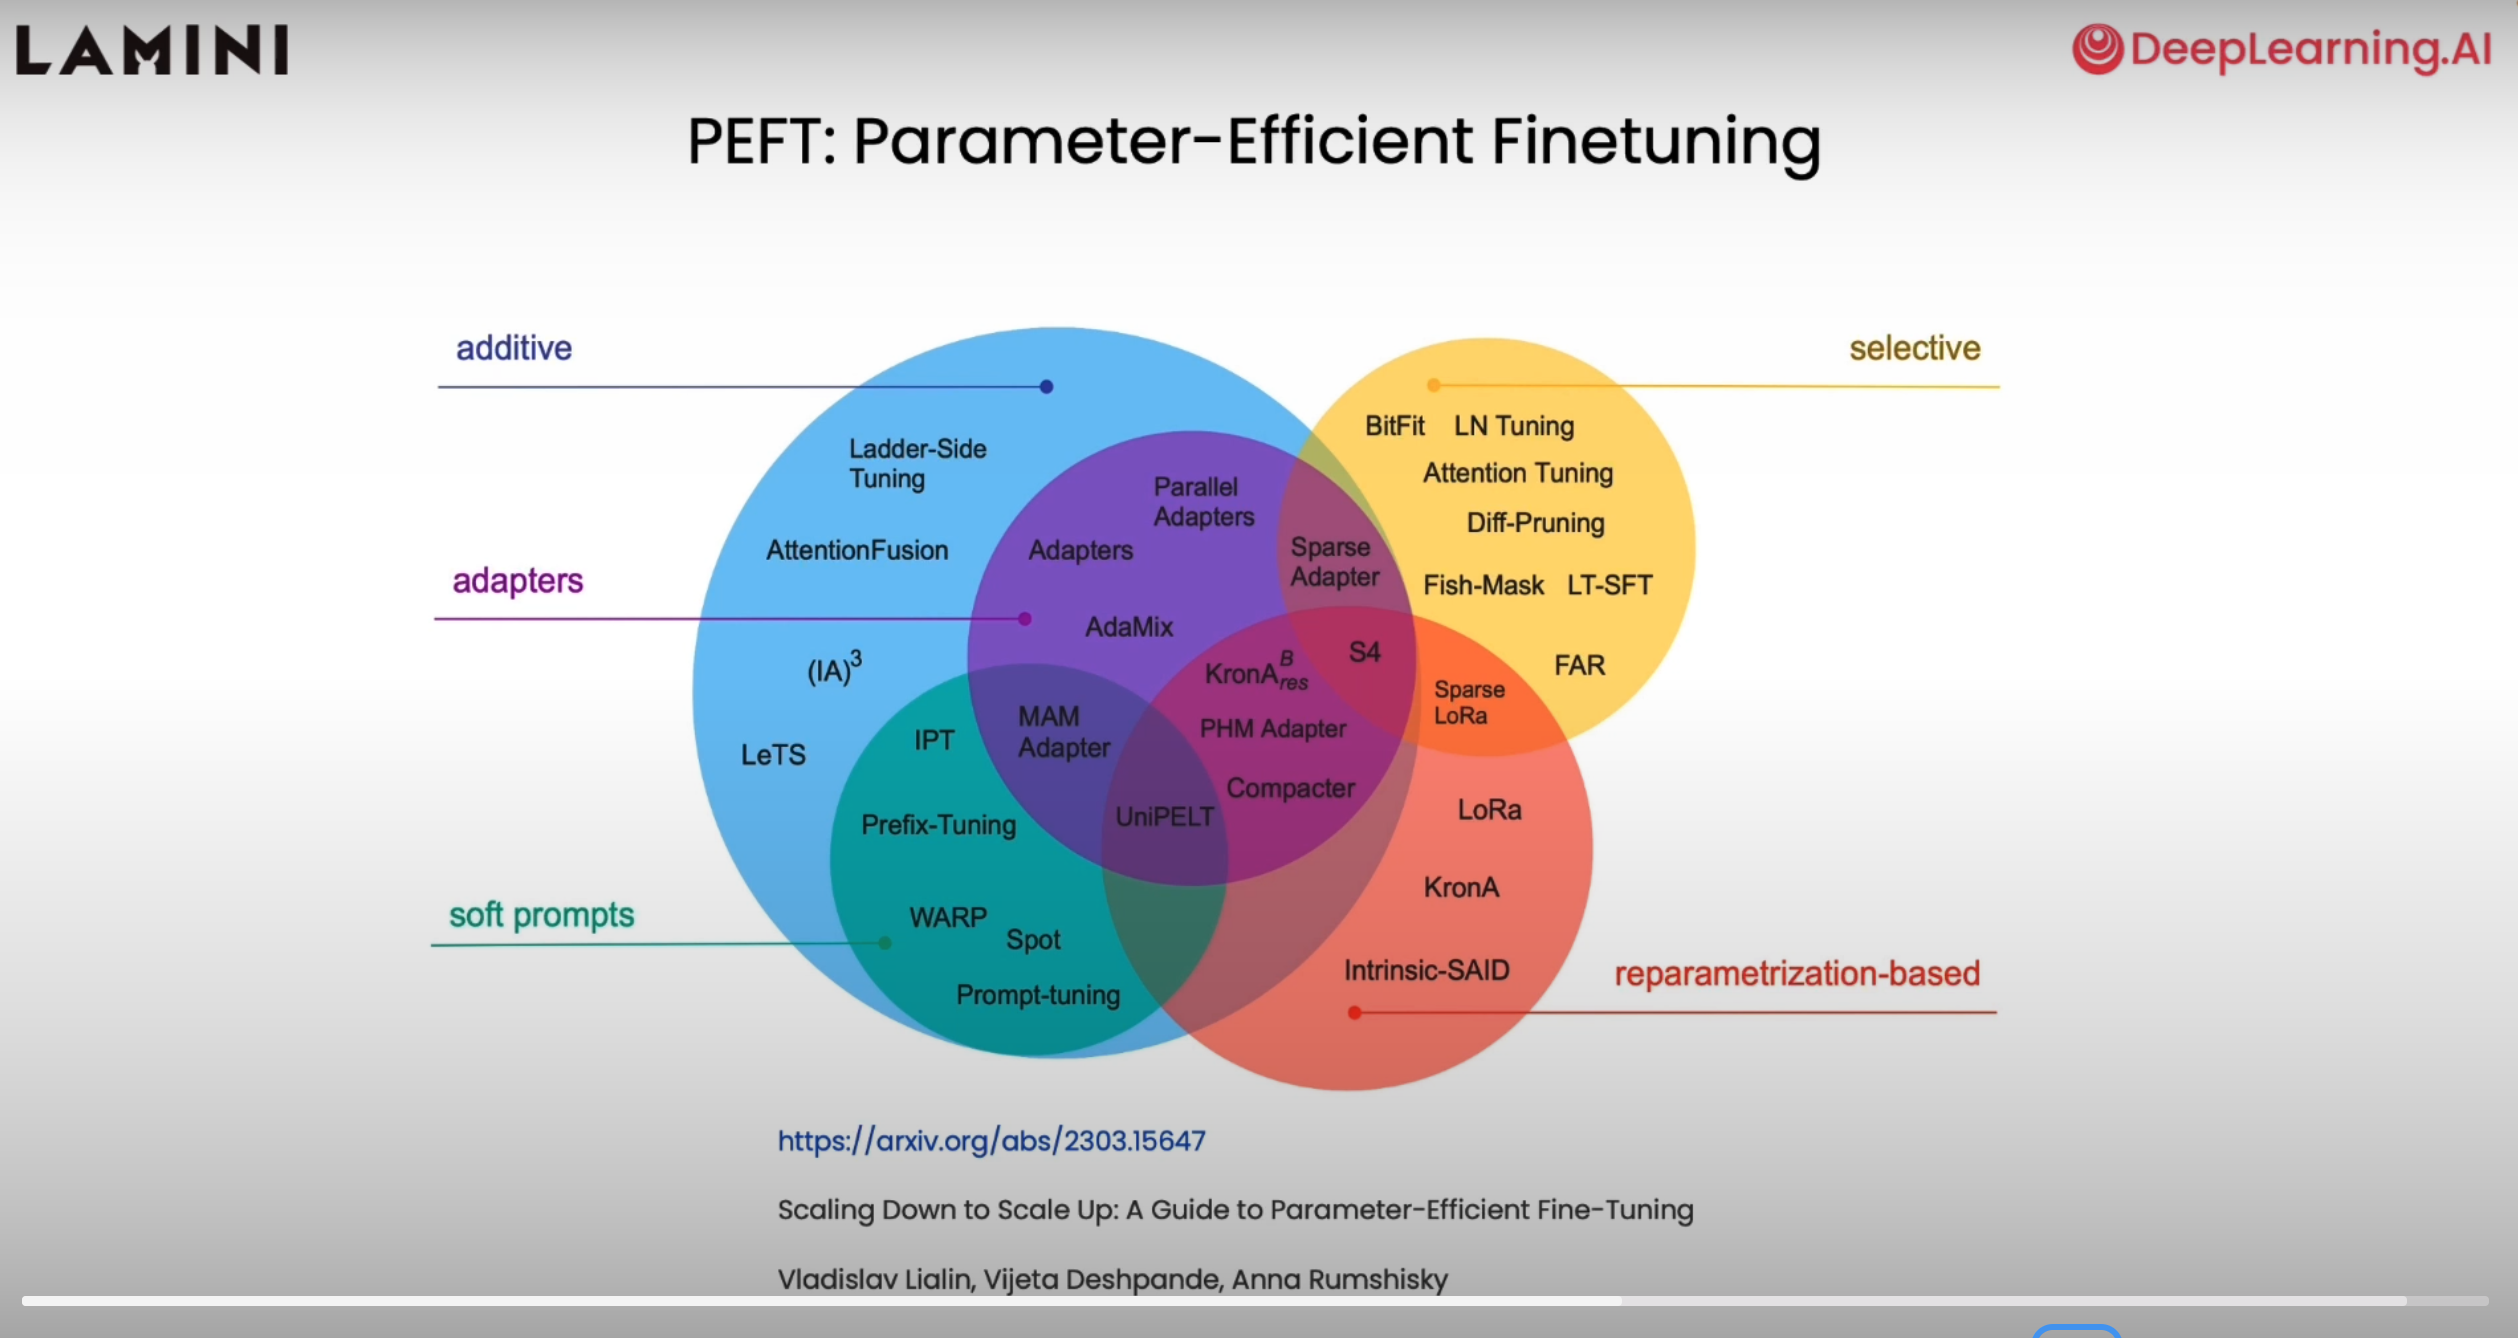 LAMINI
DeepLearning.AI
PEFT: Parameter-Efficient Finetuning
additive
selective
BitFit LN Tuning
Ladder-Side
Tuning
Attention Tuning
Parallel
Adapters
Diff-Pruning
AttentionFusion
Adapters
Sparse
Adapter
adapters
Fish-Mask LT-SFT
AdaMix
(IA)³
KronA^B_res
S4
FAR
Sparse
LoRa
LeTS
IPT
MAM
Adapter
PHM Adapter
Compacter
UniPELT
LoRa
Prefix-Tuning
KronA
soft prompts
WARP
Spot
Prompt-tuning
Intrinsic-SAID
reparametrization-based
https://arxiv.org/abs/2303.15647
Scaling Down to Scale Up: A Guide to Parameter-Efficient Fine-Tuning
Vladislav Lialin, Vijeta Deshpande, Anna Rumshisky